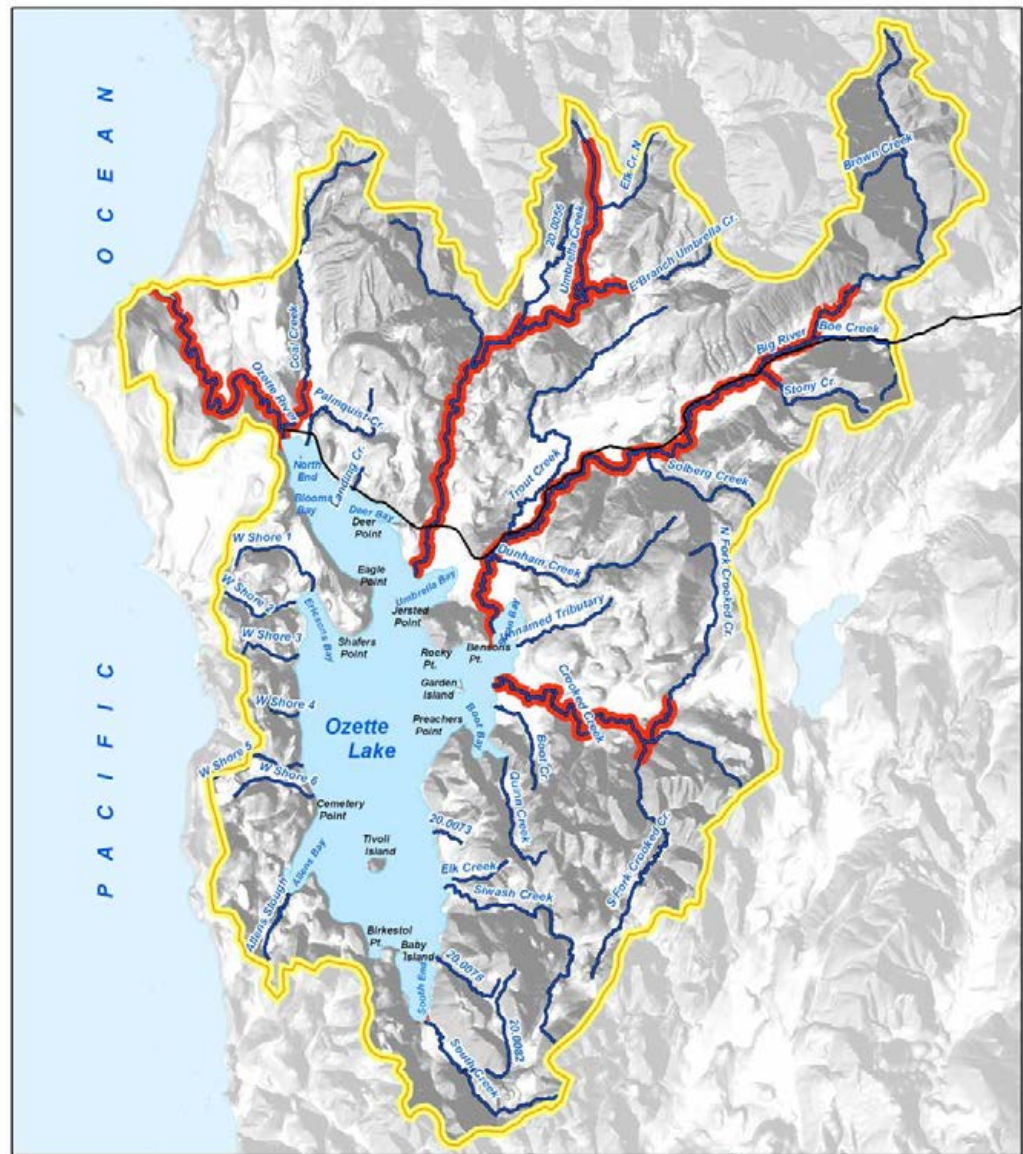 OCEAN
Brown Creek
Elk Cr. N
20.0056
Umbrella Creek
E Branch Umbrella Cr.
Big River
Boe Creek
Stony Cr.
Coal Creek
Ozette River
Palmquist Cr.
Landing Cr.
North
End
Blooms
Bay
Deer Bay
Deer
Point
Trout Creek
Solberg Creek
N Fork Crooked Cr.
W Shore 1
W Shore 2
W Shore 3
W Shore 4
W Shore 5
W Shore 6
Ericsons Bay
Eagle
Point
Umbrella Bay
Jersted
Point
Shafers
Point
Dunham Creek
Unnamed Tributary
Rocky
Pt.
Bensons
Pt.
Garden
Island
Preachers
Point
Boot Bay
Crooked Creek
Boot Cr.
Quinn Creek
Ozette
Lake
PACIFIC
Cemetery
Point
Tivoli
Island
20.0073
Elk Creek
Siwash Creek
S Fork Crooked Cr.
Allens Bay
Allens Slough
Birkestol
Pt.
Baby
Island
South End
20.0078
20.0082
South Creek